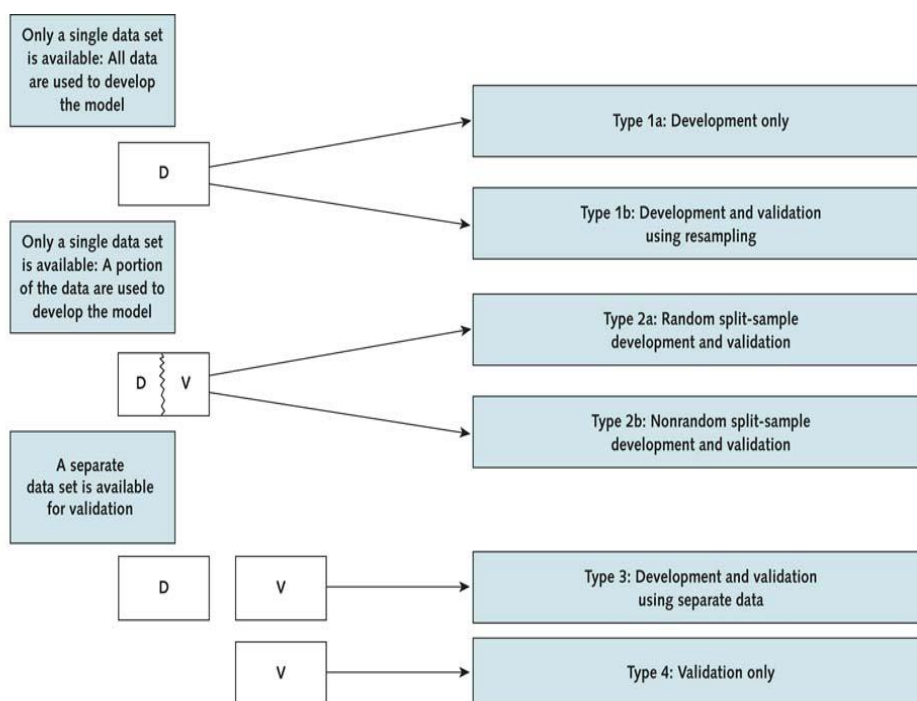 Only a single data set
is available: All data
are used to develop
the model
D
Type 1a: Development only
Type 1b: Development and validation
using resampling
Only a single data set
is available: A portion
of the data are used to
develop the model
D V
Type 2a: Random split-sample
development and validation
Type 2b: Nonrandom split-sample
development and validation
A separate
data set is available
for validation
D V
Type 3: Development and validation
using separate data
V
Type 4: Validation only